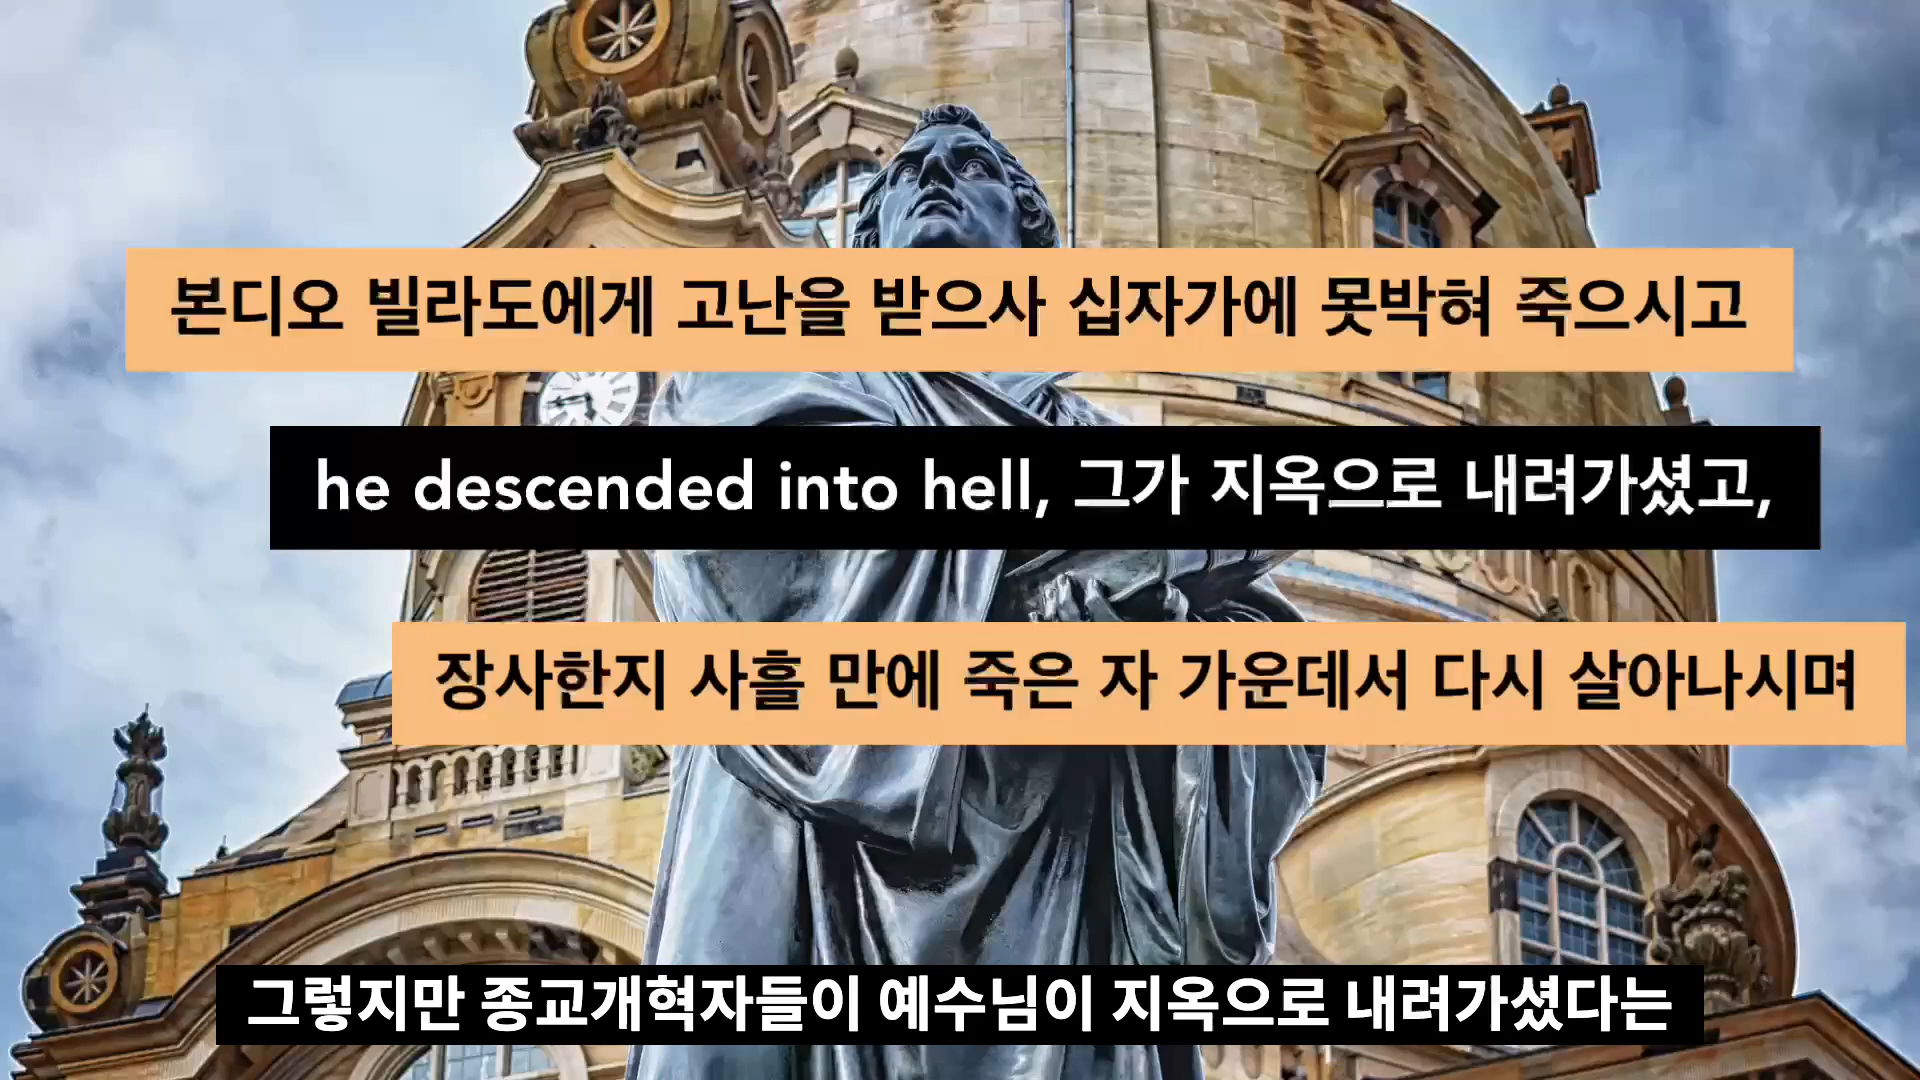 본디오 빌라도에게 고난을 받으사 십자가에 못박혀 죽으시고
he descended into hell, 그가 지옥으로 내려가셨고,
장사한지 사흘 만에 죽은 자 가운데서 다시 살아나시며
그렇지만 종교개혁자들이 예수님이 지옥으로 내려가셨다는